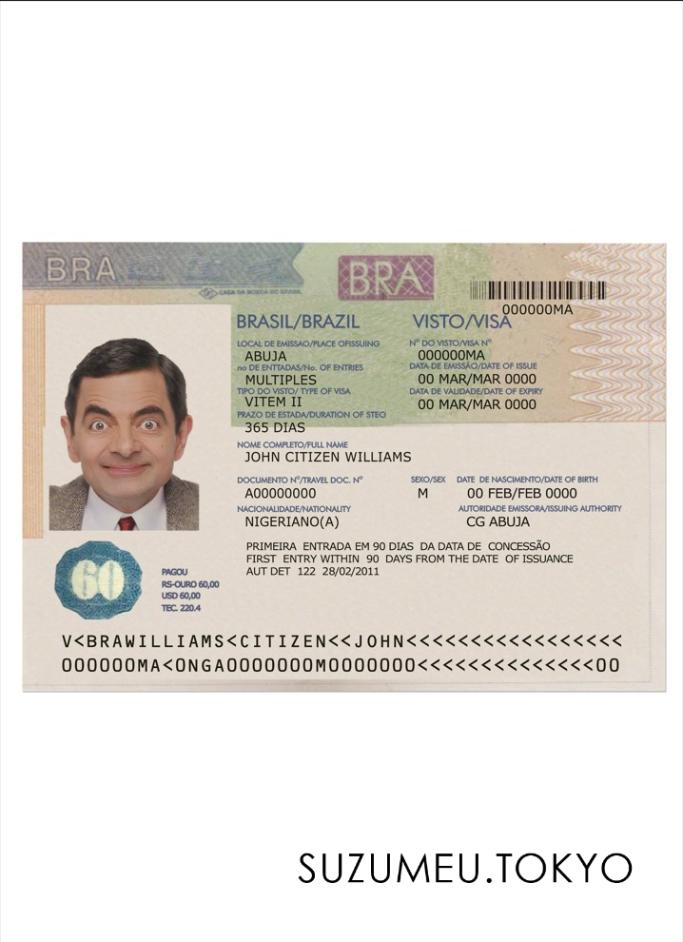 BRA
CASA DA MOEDA DO BRASIL
BRA
000000MA
BRASIL/BRAZIL
VISTO/VISA
LOCAL DE EMISSAO/PLACE OFISSUING
ABUJA
Nº DO VISTO/VISA Nº
000000MA
no DE ENTTADAS/No. OF ENTRIES
MULTIPLES
DATA DE EMISSÃO/DATE OF ISSUE
00 MAR/MAR 0000
TIPO DO VISTO/ TYPE OF VISA
VITEM II
DATA DE VALIDADE/DATE OF EXPIRY
00 MAR/MAR 0000
PRAZO DE ESTADA/DURATION OF STEO
365 DIAS
NOME COMPLETO/FULL NAME
JOHN CITIZEN WILLIAMS
DOCUMENTO Nº/TRAVEL DOC. Nº
A00000000
SEXO/SEX
M
DATE DE NASCIMENTO/DATE OF BIRTH
00 FEB/FEB 0000
NACIONALIDADE/NATIONALITY
NIGERIANO(A)
AUTORIDADE EMISSORA/ISSUING AUTHORITY
CG ABUJA
PRIMEIRA ENTRADA EM 90 DIAS DA DATA DE CONCESSÃO
FIRST ENTRY WITHIN 90 DAYS FROM THE DATE OF ISSUANCE
AUT DET 122 28/02/2011
60
PAGOU
RS-OURO 60,00
USD 60,00
TEC. 220.4
V<BRAWILLIAMS<CITIZEN<<JOHN<<<<<<<<<<<<<<<<<
000000MA<0NGA0000000M0000000<<<<<<<<<<<<<<00
SUZUMEU.TOKYO